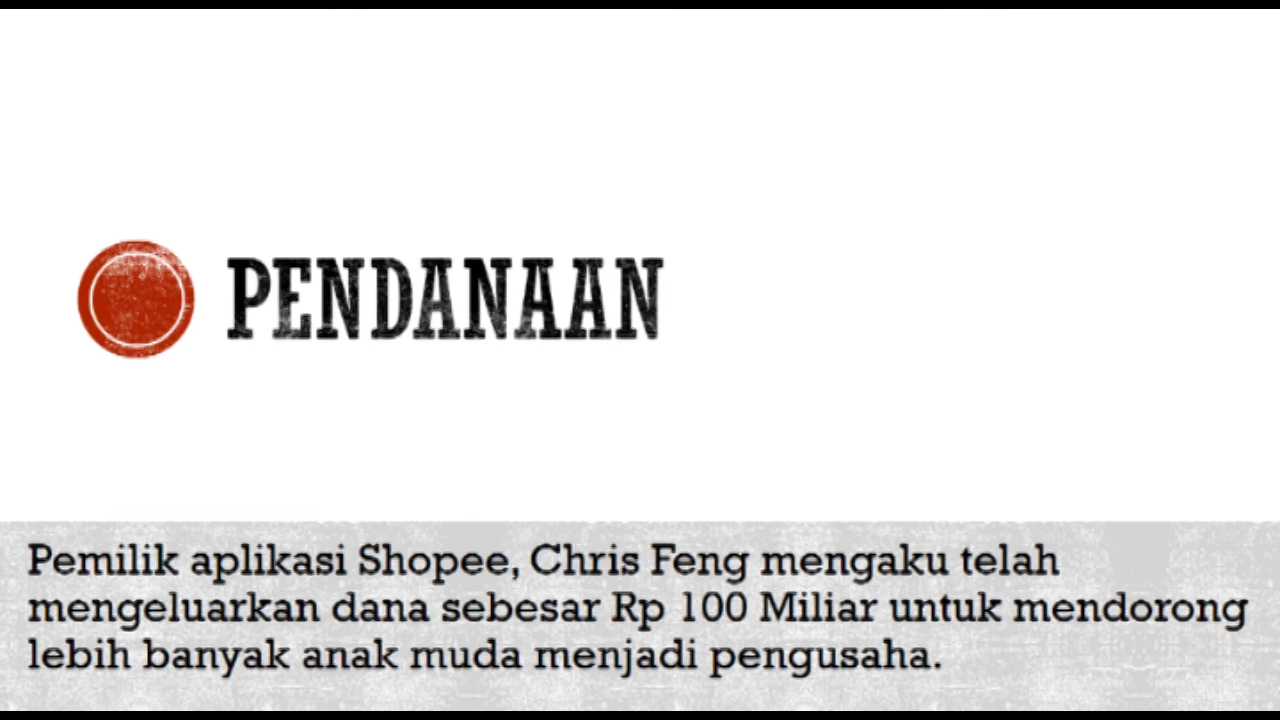 PENDANAAN
Pemilik aplikasi Shopee, Chris Feng mengaku telah
mengeluarkan dana sebesar Rp 100 Miliar untuk mendorong
lebih banyak anak muda menjadi pengusaha.